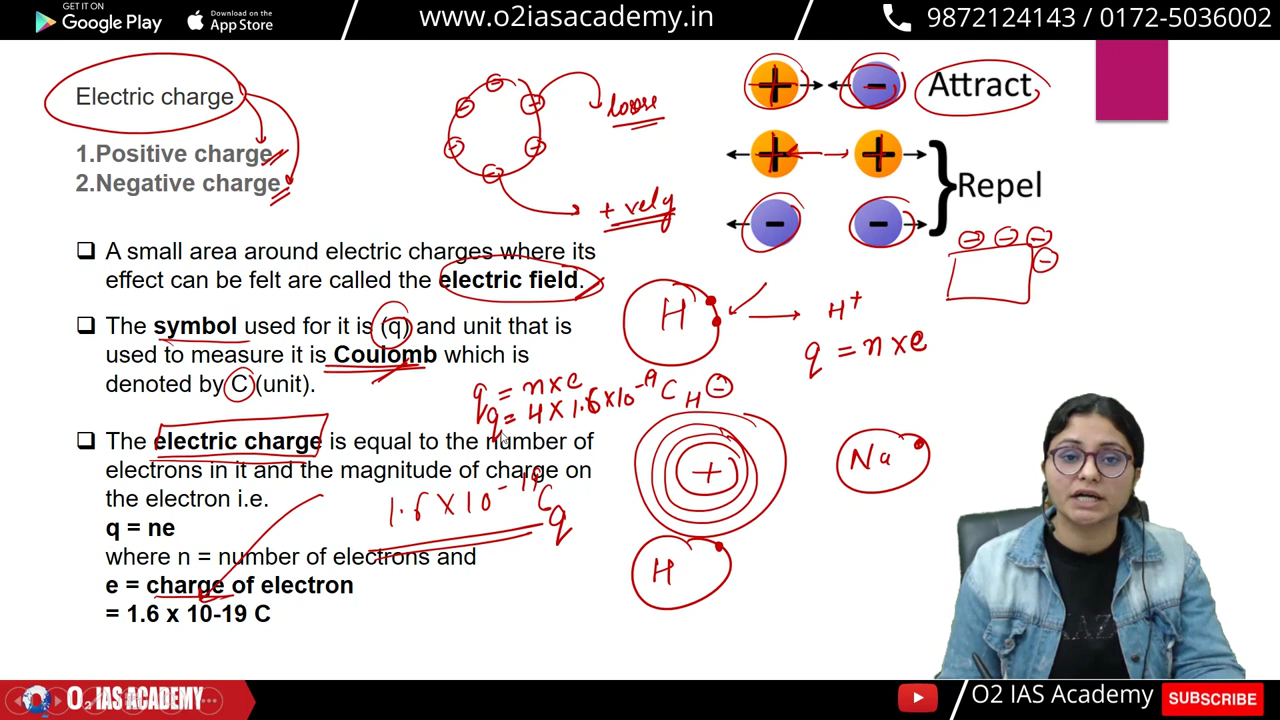 GET IT ON
Google Play
Download on the
App Store
www.o2iasacademy.in
9872124143 / 0172-5036002
Electric charge
1.Positive charge
2.Negative charge
loose
+ vely
+ - Attract
+ +
Repel
- -
A small area around electric charges where its
effect can be felt are called the electric field.
The symbol used for it is (q) and unit that is
used to measure it is Coulomb which is
denoted by C (unit).
H → H+
q = n x e
q = n x e
q = 4 x 1.6 x 10-19 C
H -
The electric charge is equal to the number of
electrons in it and the magnitude of charge on
the electron i.e.
q = ne
where n = number of electrons and
e = charge of electron
= 1.6 x 10-19 C
1.6 x 10-19 C
q
+
Na
H
O2 IAS ACADEMY
O2 IAS Academy
SUBSCRIBE